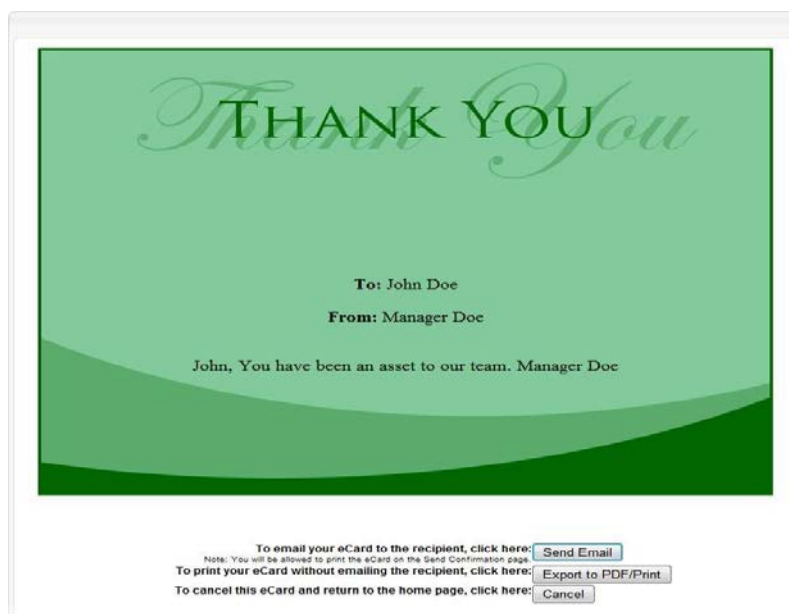 Thank You
THANK YOU
To: John Doe
From: Manager Doe
John, You have been an asset to our team. Manager Doe
To email your eCard to the recipient, click here: Send Email
Note: You will be allowed to print the eCard on the Send Confirmation page.
To print your eCard without emailing the recipient, click here: Export to PDF/Print
To cancel this eCard and return to the home page, click here: Cancel